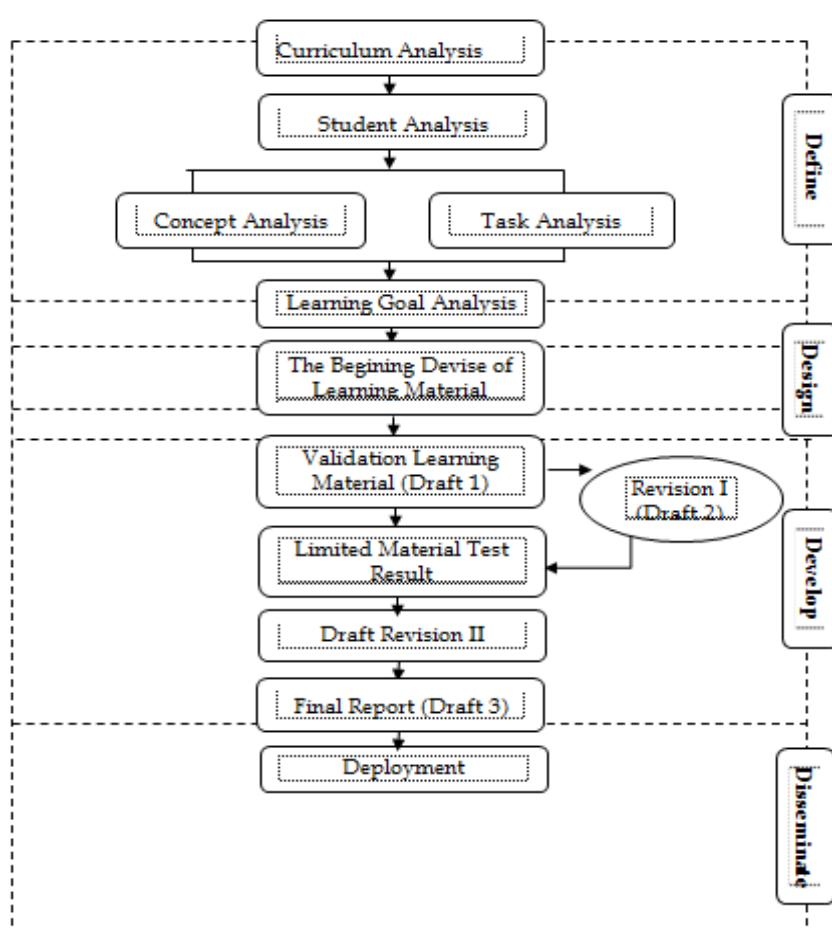 Curriculum Analysis
Student Analysis
Define
Concept Analysis
Task Analysis
Learning Goal Analysis
The Begining Devise of
Learning Material
Design
Validation Learning
Material (Draft 1)
Revision I
(Draft 2)
Limited Material Test
Result
Develop
Draft Revision II
Final Report (Draft 3)
Deployment
Disseminate